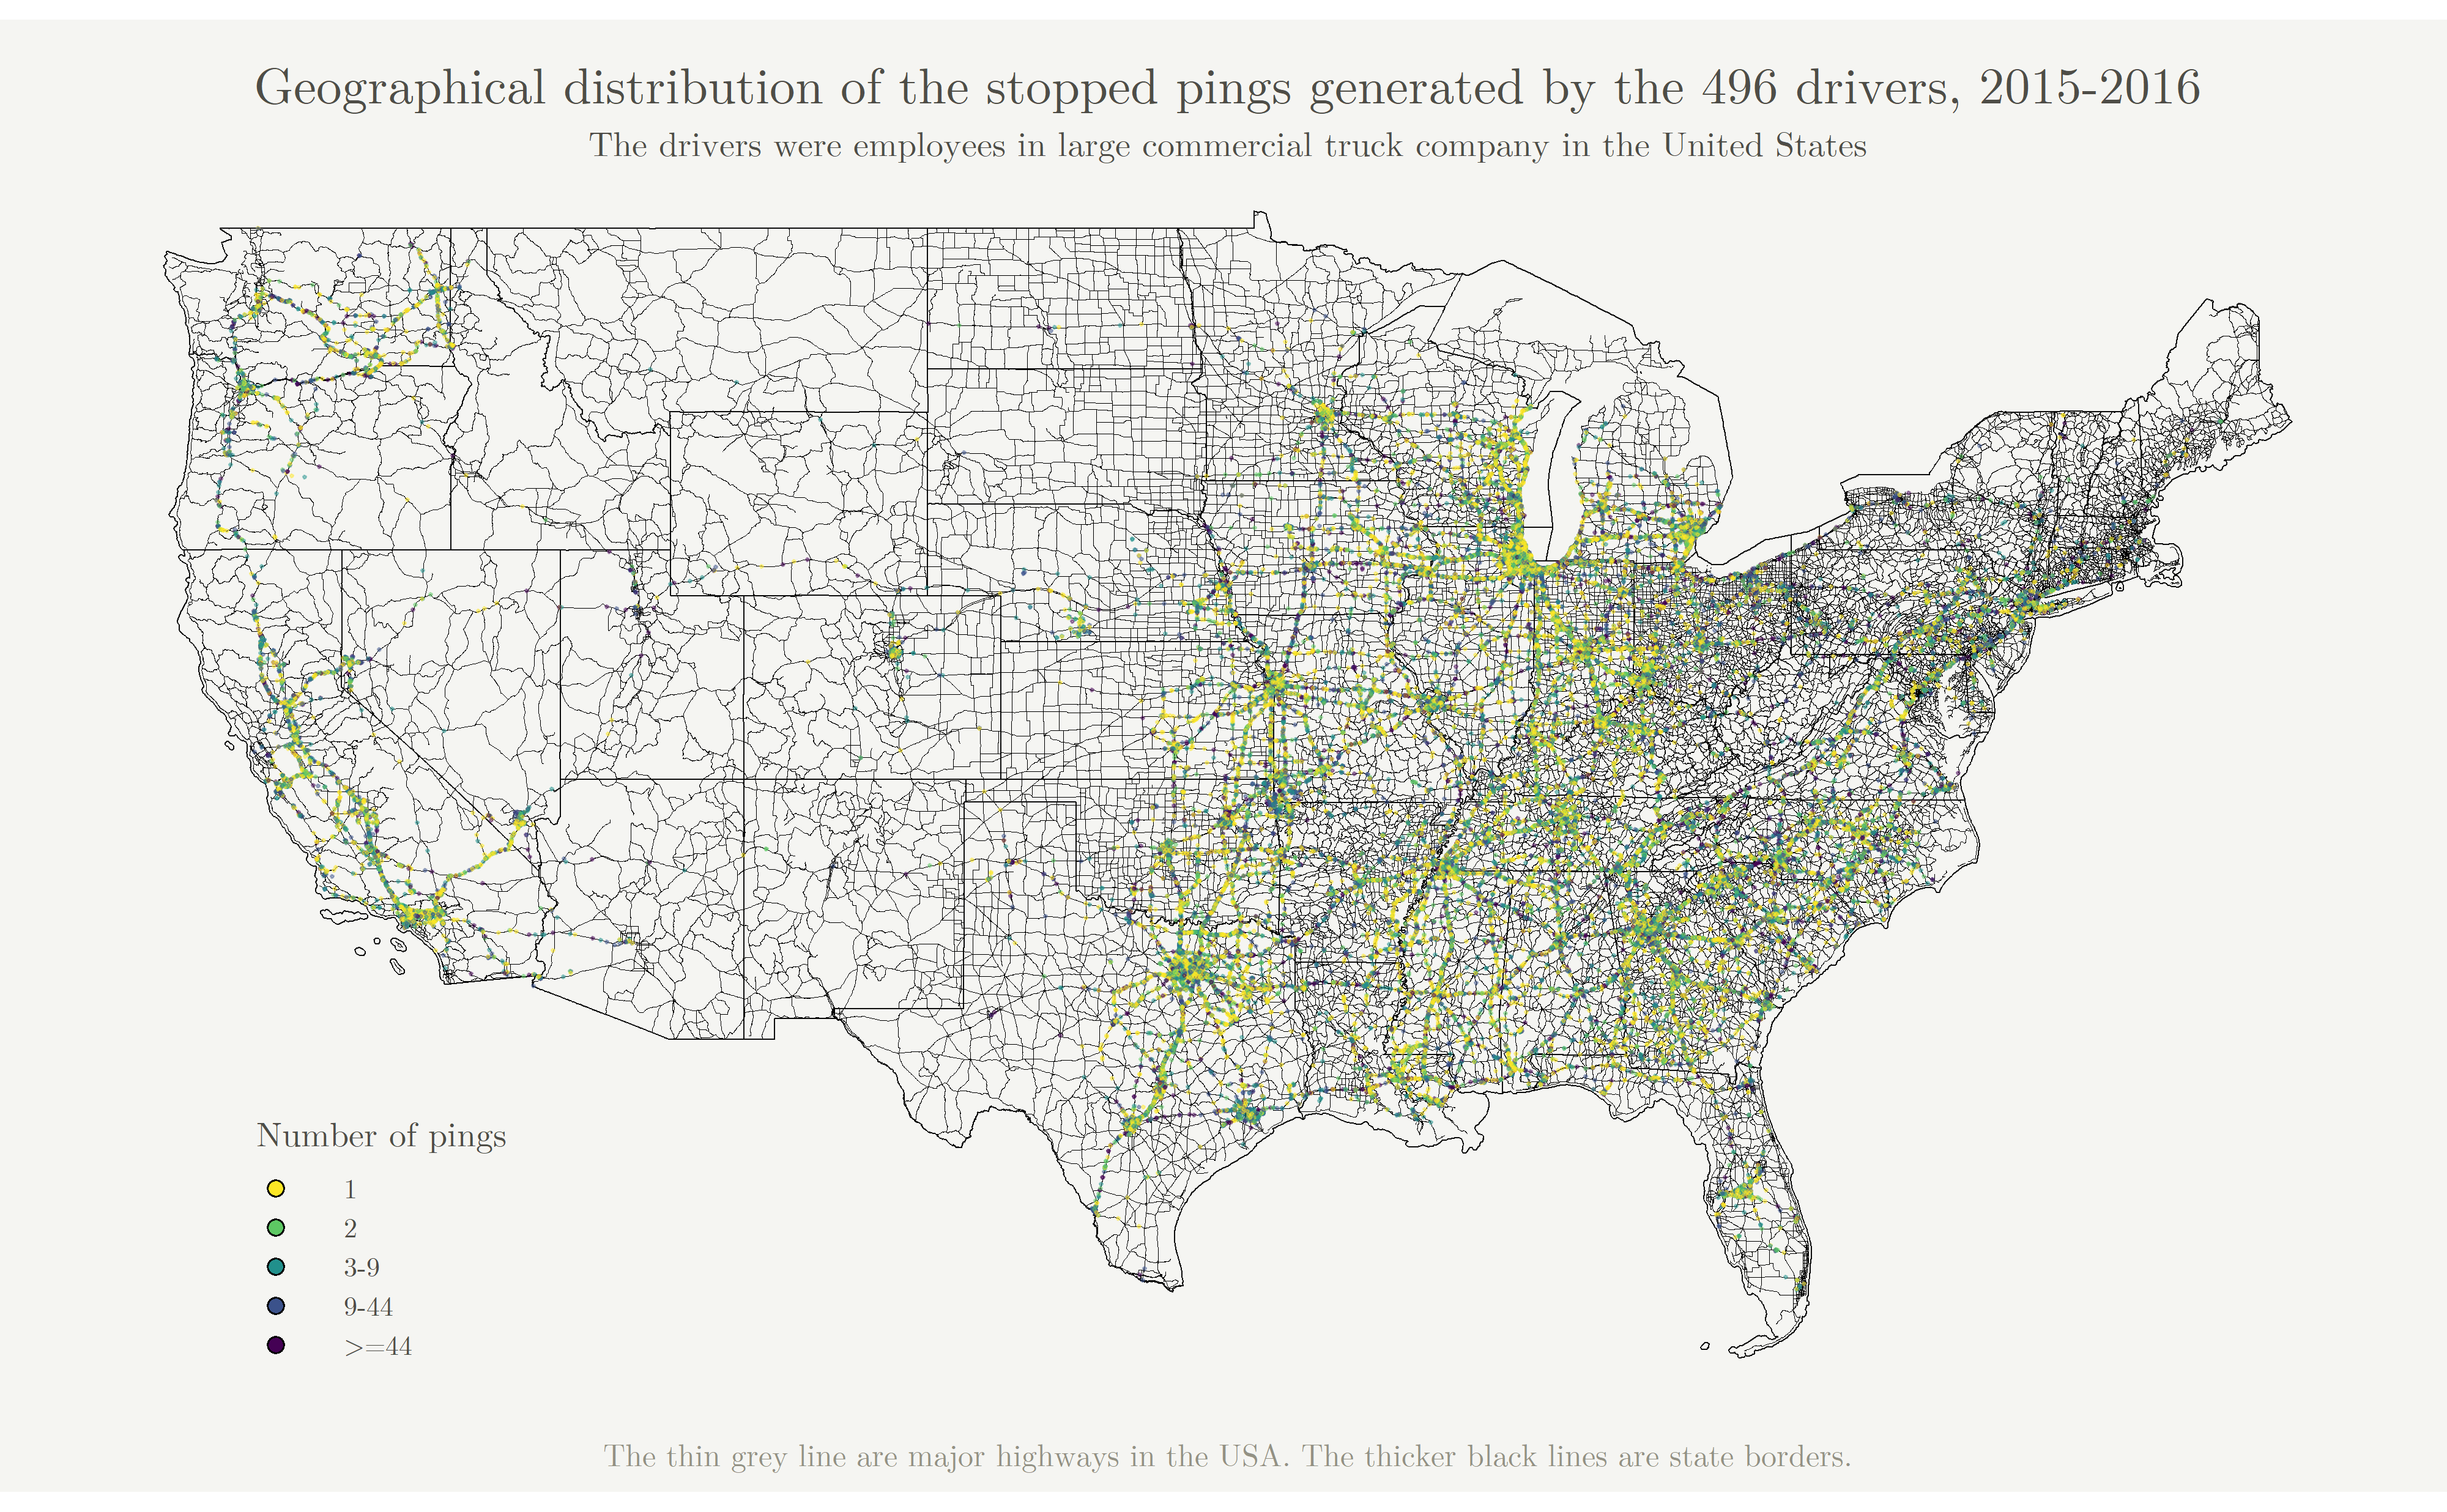 Geographical distribution of the stopped pings generated by the 496 drivers, 2015-2016
The drivers were employees in large commercial truck company in the United States
Number of pings
1
2
3-9
9-44
>=44
The thin grey line are major highways in the USA. The thicker black lines are state borders.